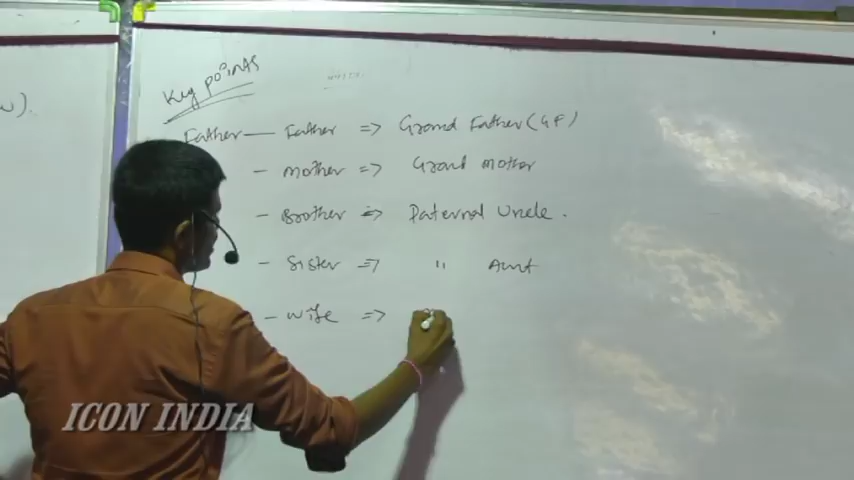 Key points
Father — Father => Grand Father (GF)
- Mother => Grand mother
- Brother => Paternal Uncle.
- Sister => " Aunt
- wife =>
ICON INDIA